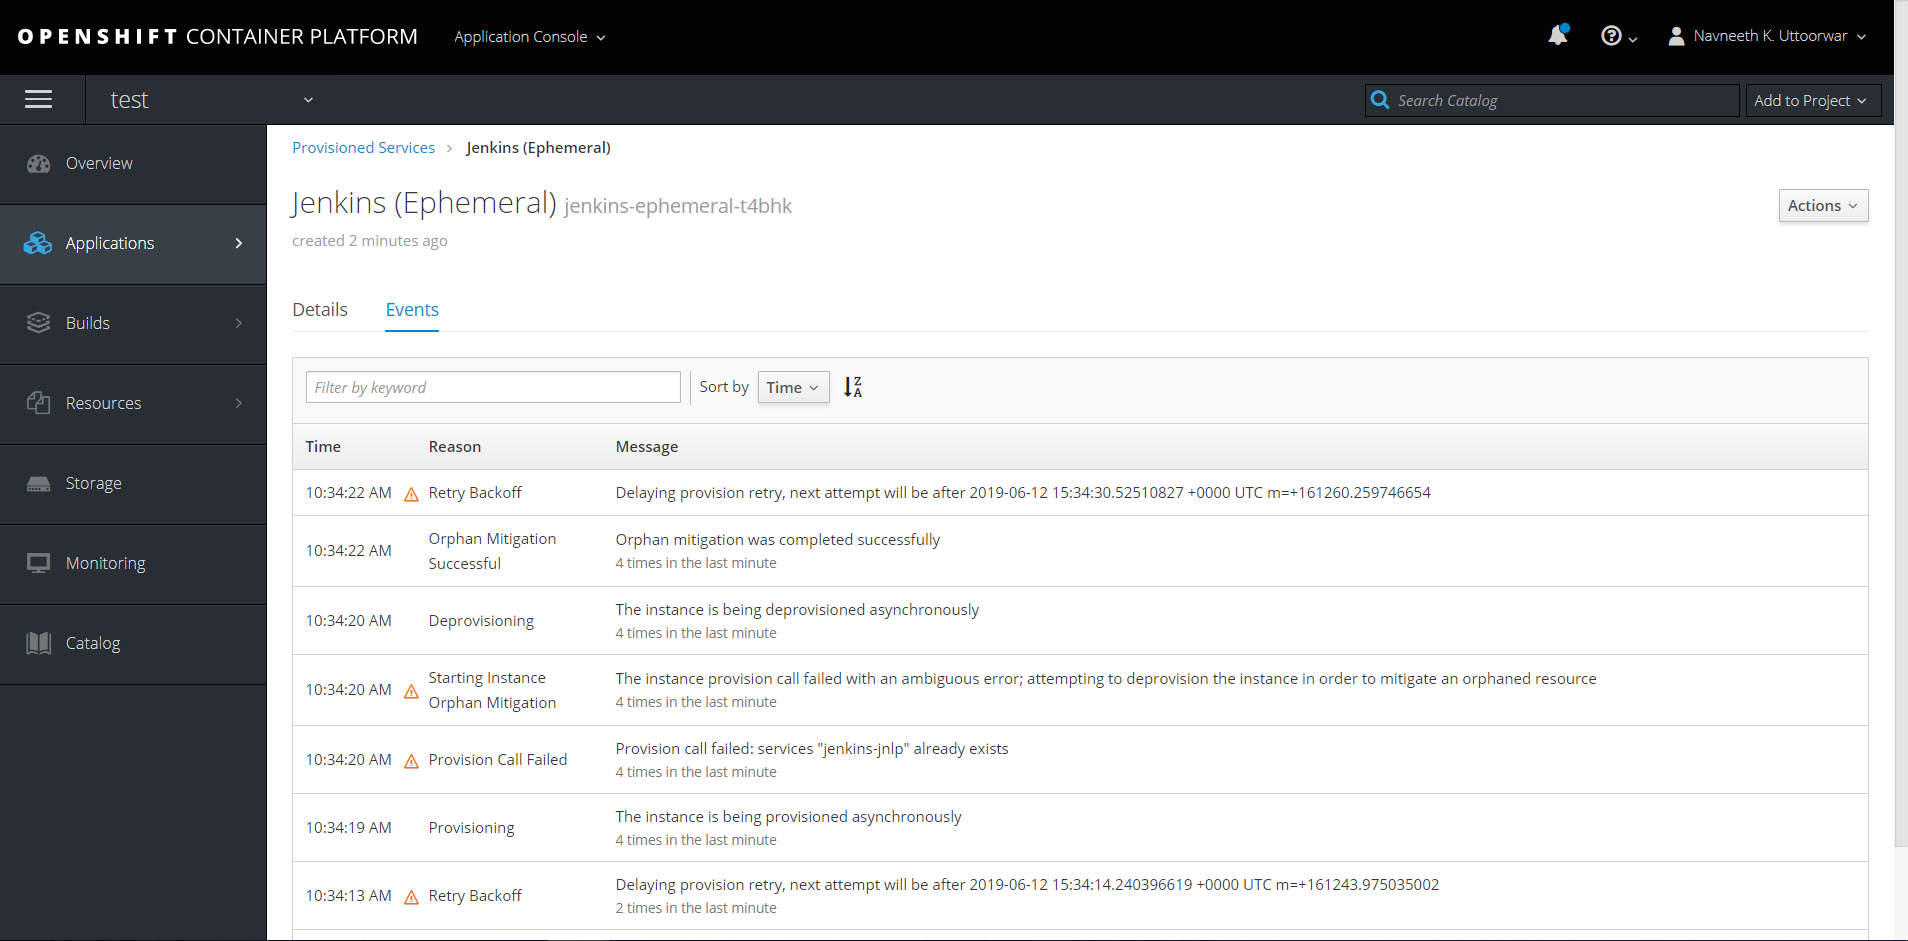 OPENSHIFT CONTAINER PLATFORM
Application Console
Navneeth K. Uttoorwar
test
Search Catalog
Add to Project
Overview
Applications
Builds
Resources
Storage
Monitoring
Catalog
Provisioned Services > Jenkins (Ephemeral)
Jenkins (Ephemeral) jenkins-ephemeral-t4bhk
created 2 minutes ago
Actions
Details Events
Filter by keyword
Sort by Time
Time Reason Message
10:34:22 AM Retry Backoff Delaying provision retry, next attempt will be after 2019-06-12 15:34:30.52510827 +0000 UTC m=+161260.259746654
10:34:22 AM
Orphan Mitigation
Successful
Orphan mitigation was completed successfully
4 times in the last minute
10:34:20 AM
Deprovisioning
The instance is being deprovisioned asynchronously
4 times in the last minute
10:34:20 AM
Starting Instance
Orphan Mitigation
The instance provision call failed with an ambiguous error; attempting to deprovision the instance in order to mitigate an orphaned resource
4 times in the last minute
10:34:20 AM
Provision Call Failed
Provision call failed: services "jenkins-jnlp" already exists
4 times in the last minute
10:34:19 AM
Provisioning
The instance is being provisioned asynchronously
4 times in the last minute
10:34:13 AM
Retry Backoff
Delaying provision retry, next attempt will be after 2019-06-12 15:34:14.240396619 +0000 UTC m=+161243.975035002
2 times in the last minute